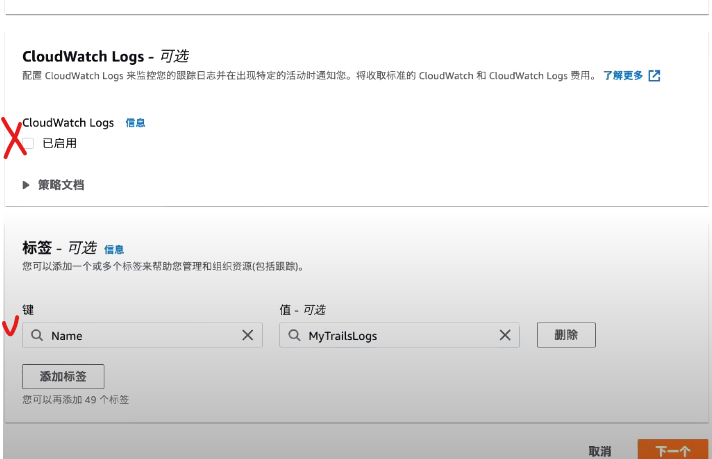 CloudWatch Logs - 可选
配置 CloudWatch Logs 来监控您的跟踪日志并在出现特定的活动时通知您。将收取标准的 CloudWatch 和 CloudWatch Logs 费用。 了解更多
CloudWatch Logs 信息
已启用
策略文档
标签 - 可选 信息
您可以添加一个或多个标签来帮助您管理和组织资源(包括跟踪)。
键 值 - 可选
Name MyTrailsLogs 删除
添加标签
您可以再添加 49 个标签
取消 下一个